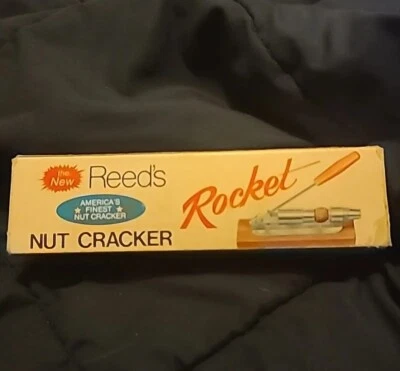 the
New
Reed's
AMERICA'S
★ FINEST ★
NUT CRACKER
NUT CRACKER
Rocket